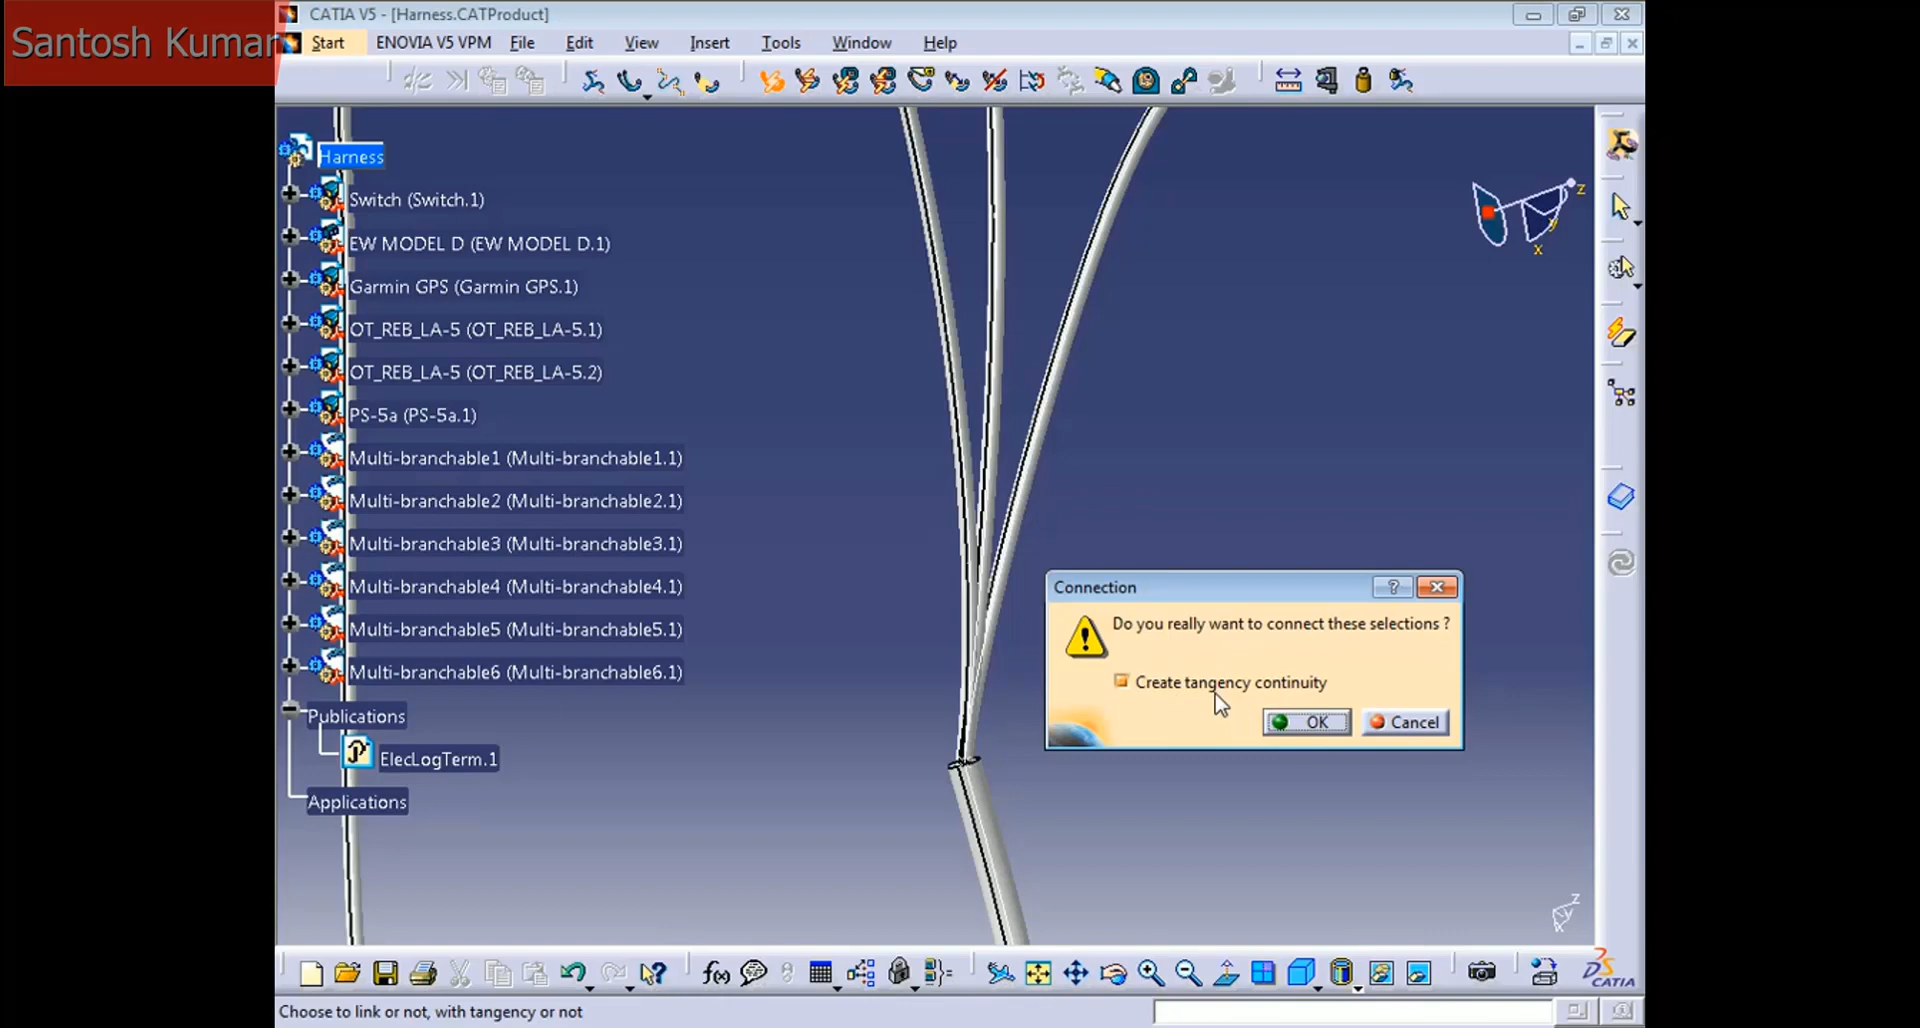 Santosh Kumar
CATIA V5 - [Harness.CATProduct]
Start ENOVIA V5 VPM File Edit View Insert Tools Window Help
Harness
Switch (Switch.1)
EW MODEL D (EW MODEL D.1)
Garmin GPS (Garmin GPS.1)
OT_REB_LA-5 (OT_REB_LA-5.1)
OT_REB_LA-5 (OT_REB_LA-5.2)
PS-5a (PS-5a.1)
Multi-branchable1 (Multi-branchable1.1)
Multi-branchable2 (Multi-branchable2.1)
Multi-branchable3 (Multi-branchable3.1)
Multi-branchable4 (Multi-branchable4.1)
Multi-branchable5 (Multi-branchable5.1)
Multi-branchable6 (Multi-branchable6.1)
Publications
ElecLogTerm.1
Applications
z
y
x
Connection
Do you really want to connect these selections ?
Create tangency continuity
OK Cancel
z
y
f(x)
CATIA
Choose to link or not, with tangency or not